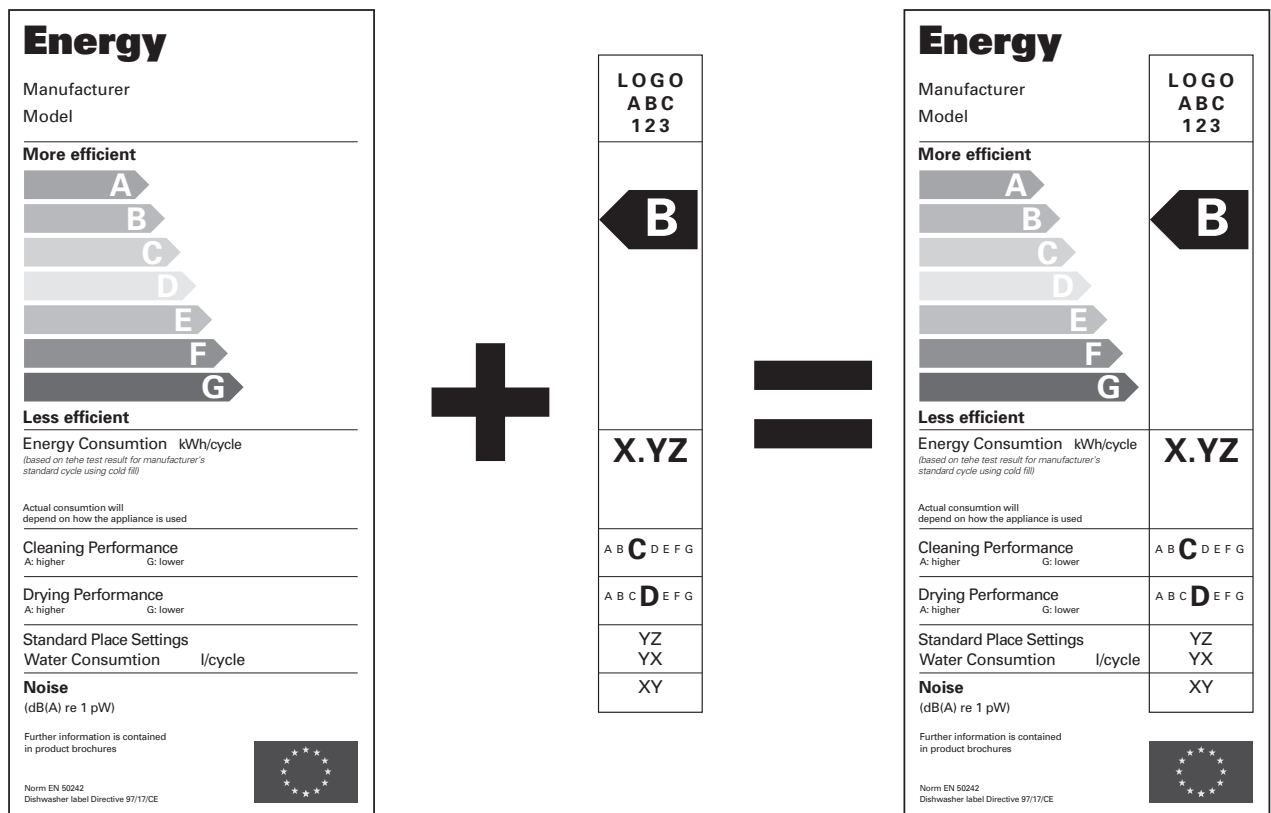 Energy
Manufacturer
Model
More efficient
A
B
C
D
E
F
G
Less efficient
Energy Consumtion kWh/cycle
(based on tehe test result for manufacturer's
standard cycle using cold fill)
Actual consumtion will
depend on how the appliance is used
Cleaning Performance
A: higher G: lower
Drying Performance
A: higher G: lower
Standard Place Settings
Water Consumtion l/cycle
Noise
(dB(A) re 1 pW)
Further information is contained
in product brochures
Norm EN 50242
Dishwasher label Directive 97/17/CE
+
LOGO
ABC
123
B
X.YZ
A B C D E F G
A B C D E F G
YZ
YX
XY
=
Energy
Manufacturer
Model
LOGO
ABC
123
More efficient
A
B
C
D
E
F
G
B
Less efficient
Energy Consumtion kWh/cycle X.YZ
(based on tehe test result for manufacturer's
standard cycle using cold fill)
Actual consumtion will
depend on how the appliance is used
Cleaning Performance A B C D E F G
A: higher G: lower
Drying Performance A B C D E F G
A: higher G: lower
Standard Place Settings YZ
Water Consumtion l/cycle YX
Noise XY
(dB(A) re 1 pW)
Further information is contained
in product brochures
Norm EN 50242
Dishwasher label Directive 97/17/CE